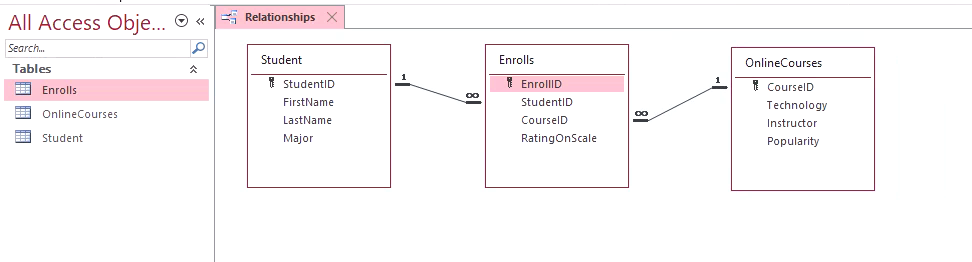 All Access Obje...
Search...
Tables
Enrolls
OnlineCourses
Student
Relationships
Student
StudentID
FirstName
LastName
Major
1
∞
Enrolls
EnrollID
StudentID
CourseID
RatingOnScale
∞
1
OnlineCourses
CourseID
Technology
Instructor
Popularity